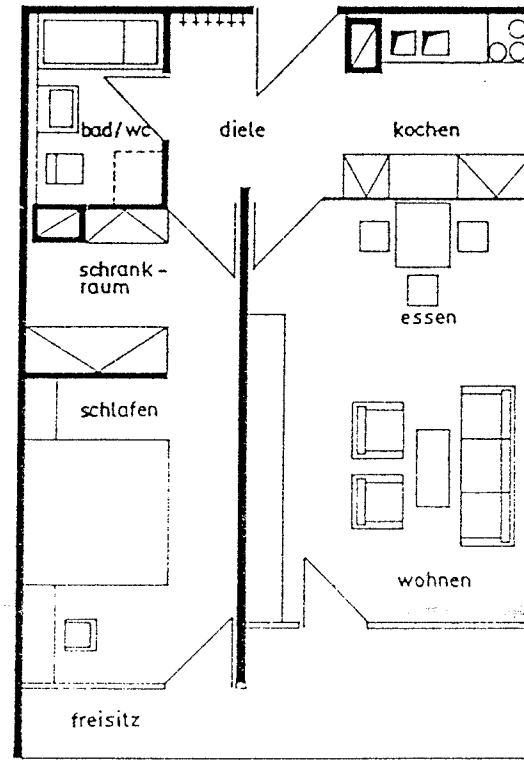 bad/wc
diele
kochen
schrank-
raum
essen
schlafen
wohnen
freisitz